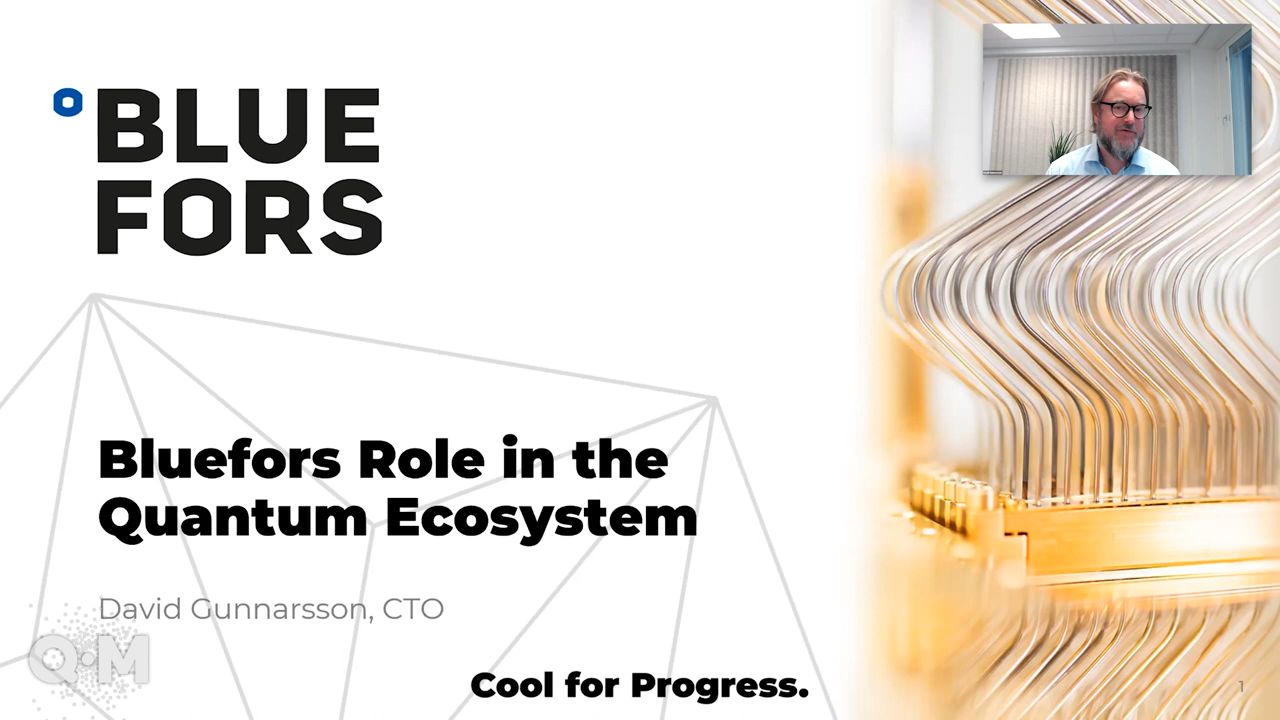 BLUE
FORS
Bluefors Role in the
Quantum Ecosystem
David Gunnarsson, CTO
Q·M
Cool for Progress.
1